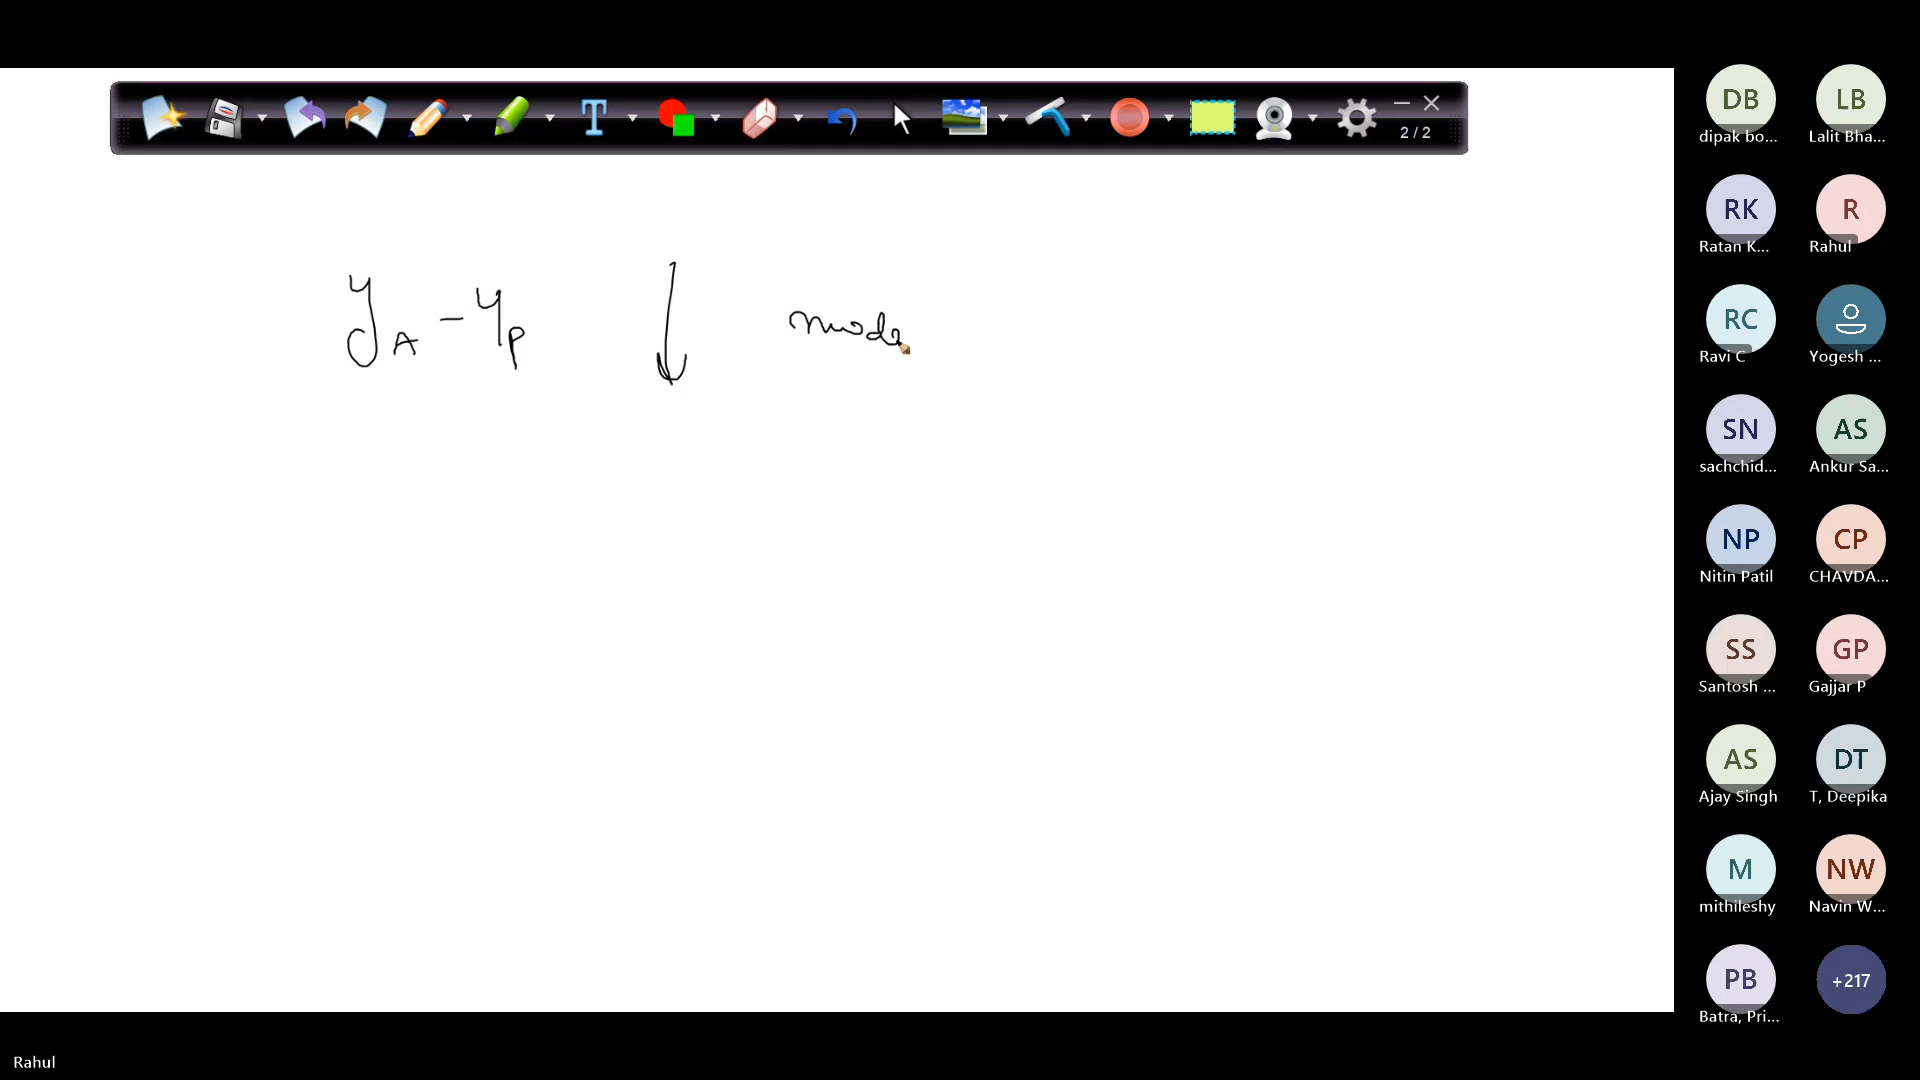 2 / 2
y_A - y_P ↓ mode
DB LB
dipak bo... Lalit Bha...
RK R
Ratan K... Rahul
RC
Ravi C Yogesh ...
SN AS
sachchid... Ankur Sa...
NP CP
Nitin Patil CHAVDA...
SS GP
Santosh ... Gajjar P
AS DT
Ajay Singh T, Deepika
M NW
mithileshy Navin W...
PB +217
Batra, Pri...
Rahul